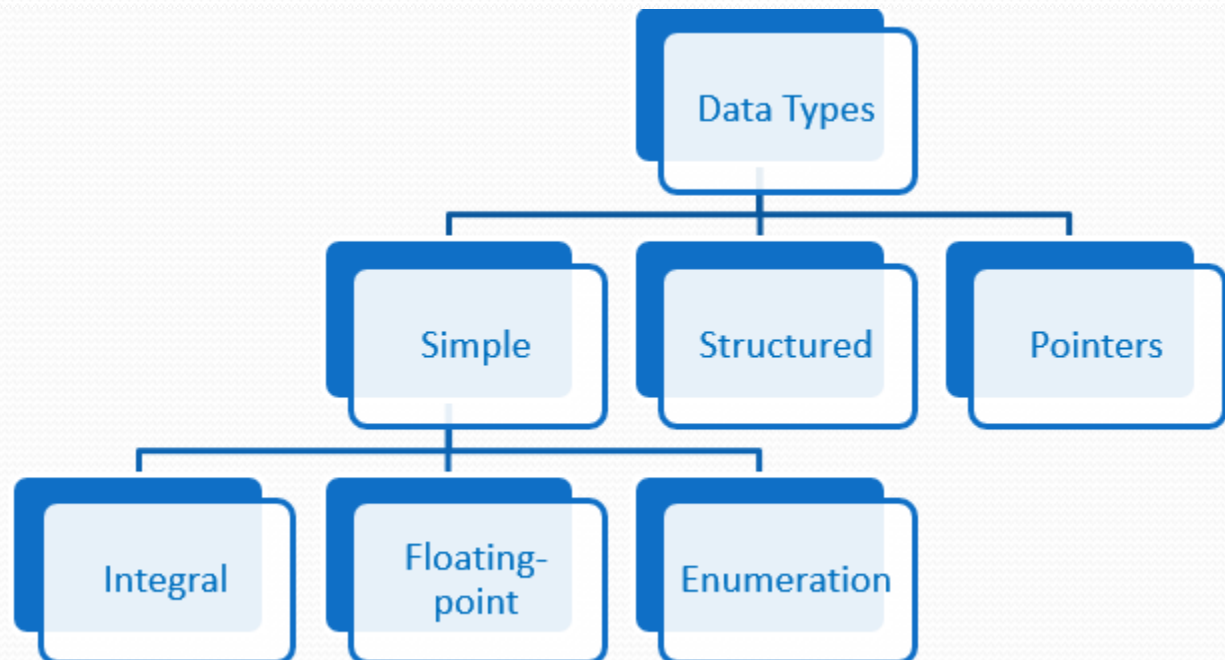 Data Types
Simple
Structured
Pointers
Integral
Floating-
point
Enumeration